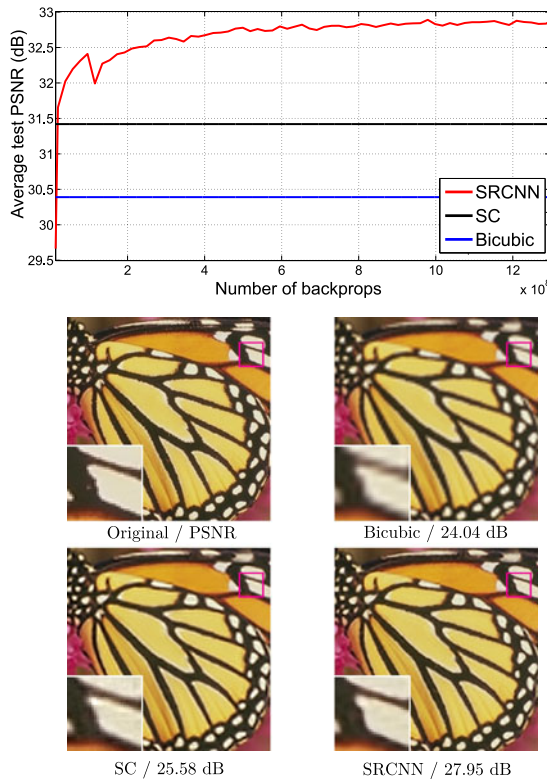 33
32.5
32
31.5
31
30.5
30
29.5
Average test PSNR (dB)
SRCNN
SC
Bicubic
2
4
6
8
10
12
Number of backprops
Original / PSNR
Bicubic / 24.04 dB
SC / 25.58 dB
SRCNN / 27.95 dB